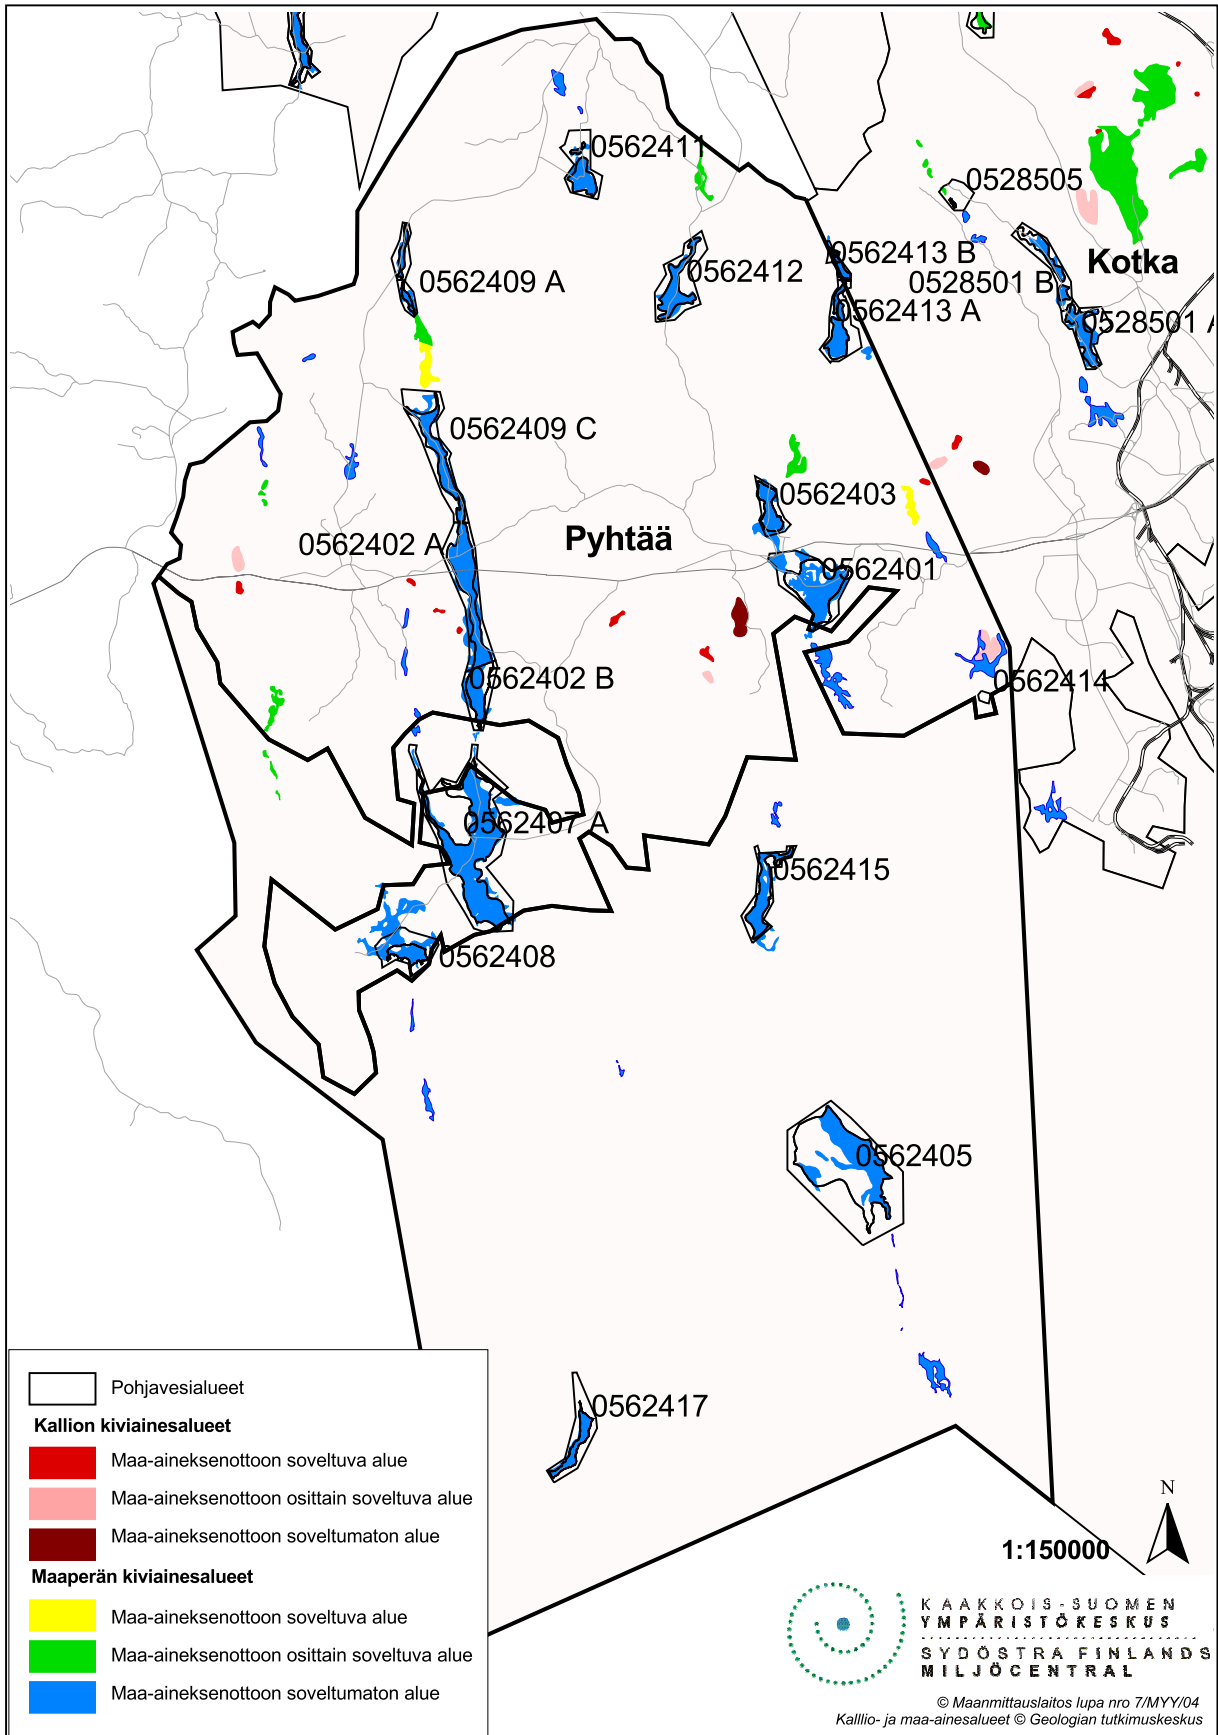 0562411
0528505
0562413 B
Kotka
0562412
0562409 A
0528501 B
0562413 A
0528501 A
0562409 C
0562403
Pyhtää
0562402 A
0562401
0562402 B
0562414
0562407 A
0562415
0562408
0562405
0562417
Pohjavesialueet
Kallion kiviainesalueet
Maa-aineksenottoon soveltuva alue
Maa-aineksenottoon osittain soveltuva alue
Maa-aineksenottoon soveltumaton alue
Maaperän kiviainesalueet
Maa-aineksenottoon soveltuva alue
Maa-aineksenottoon osittain soveltuva alue
Maa-aineksenottoon soveltumaton alue
N
1:150000
KAAKKOIS-SUOMEN
YMPÄRISTÖKESKUS
SYDÖSTRA FINLANDS
MILJÖCENTRAL
© Maanmittauslaitos lupa nro 7/MYY/04
Kalllio- ja maa-ainesalueet © Geologian tutkimuskeskus